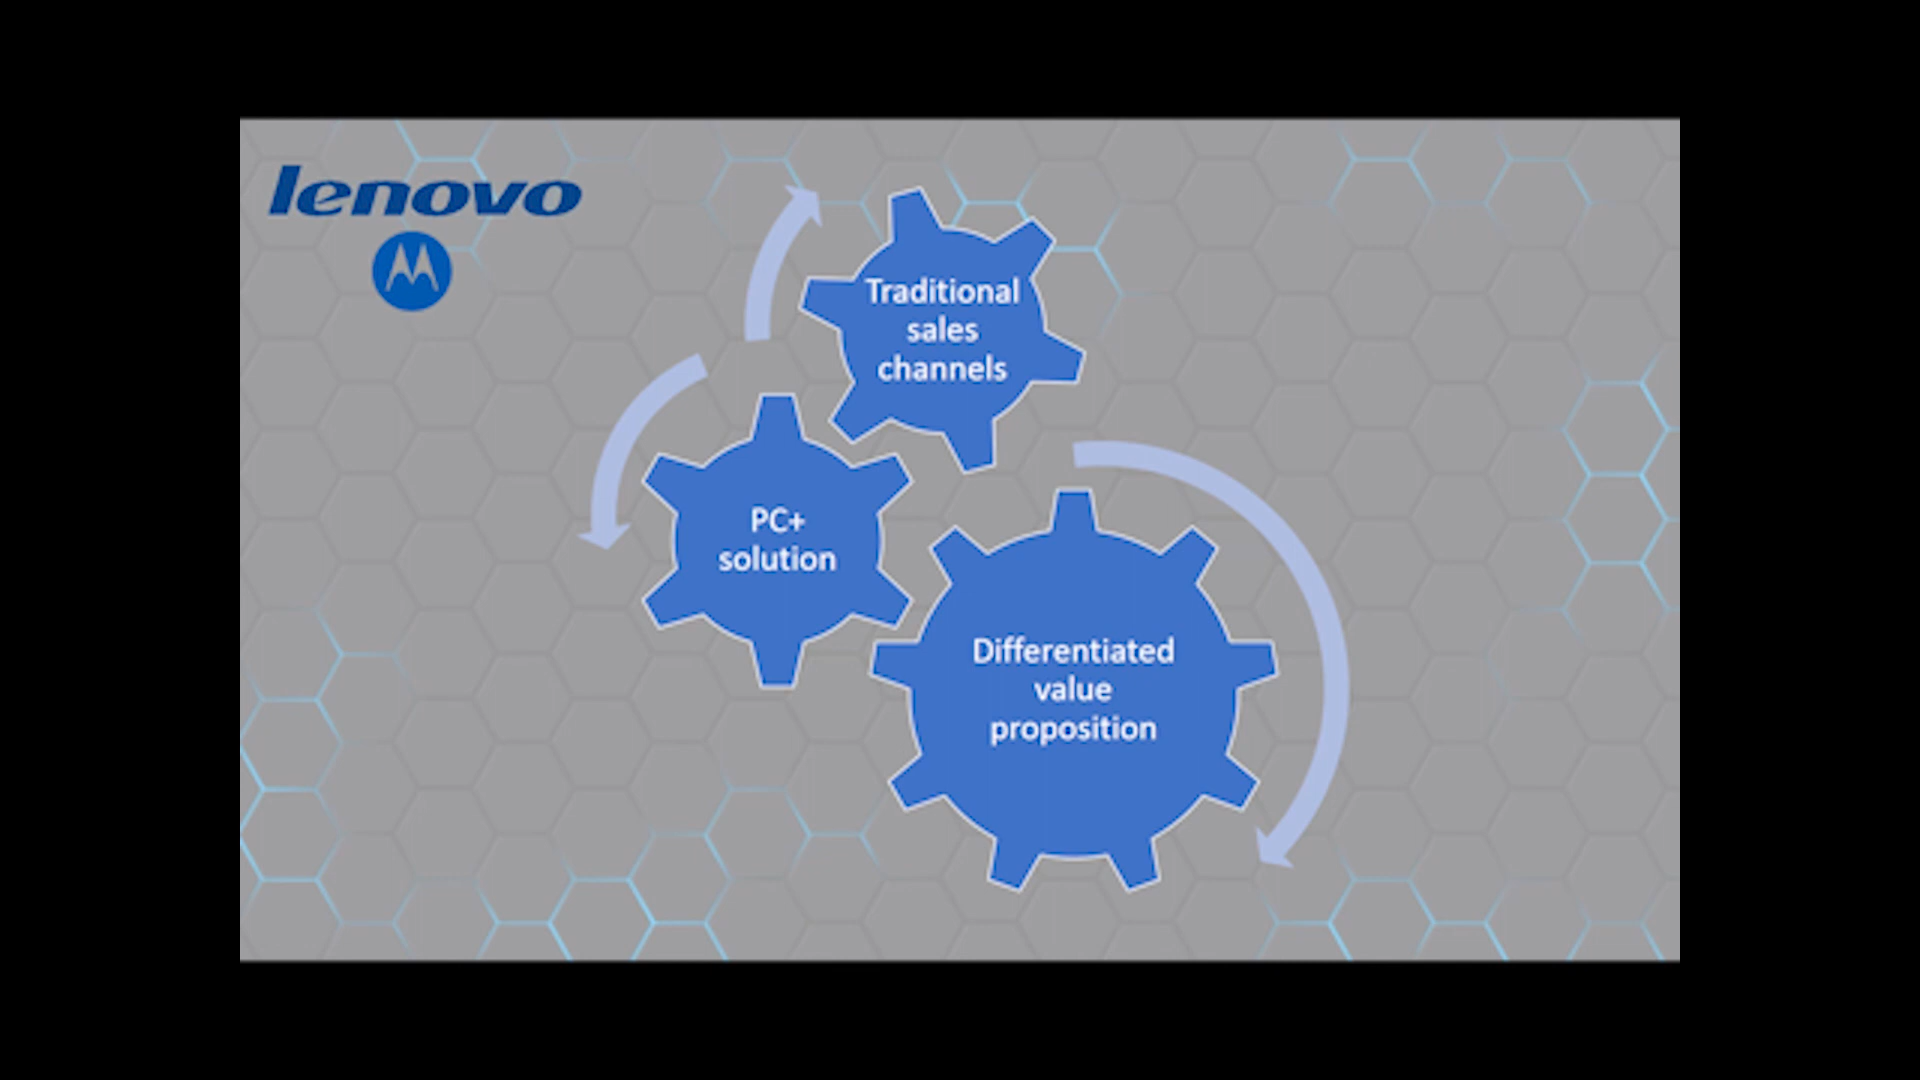 lenovo
Traditional
sales
channels
PC+
solution
Differentiated
value
proposition